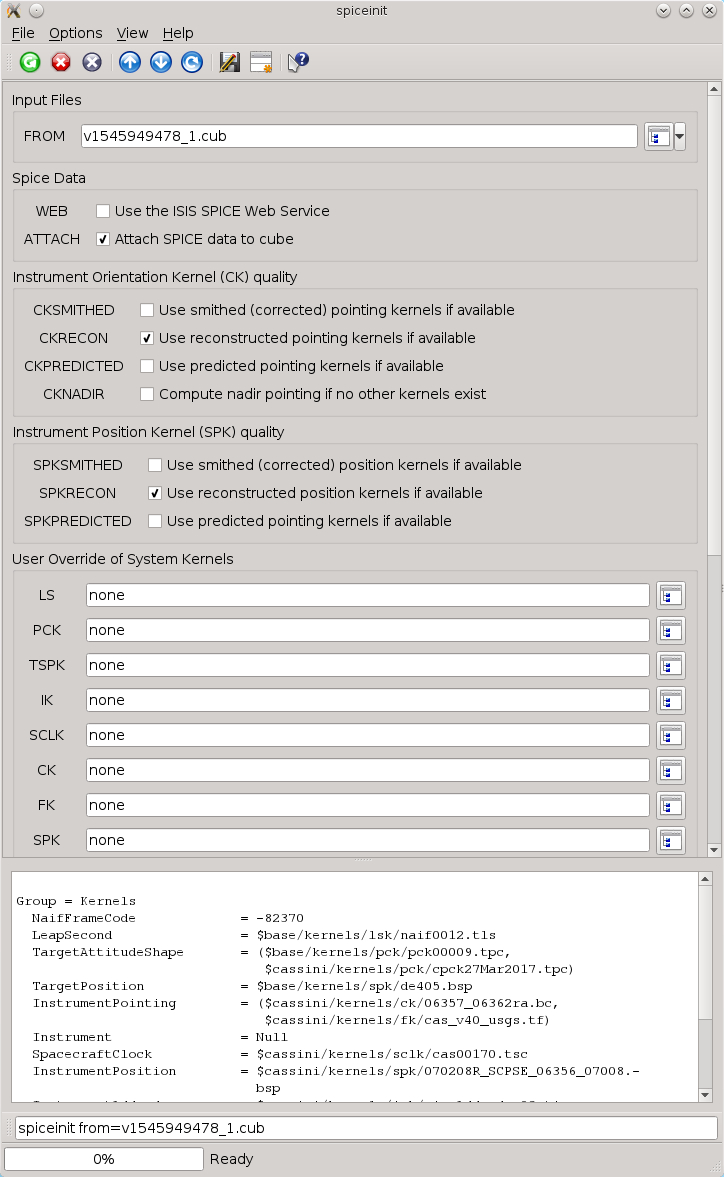 spiceinit
File Options View Help
Input Files
FROM v1545949478_1.cub
Spice Data
WEB Use the ISIS SPICE Web Service
ATTACH Attach SPICE data to cube
Instrument Orientation Kernel (CK) quality
CKSMITHED Use smithed (corrected) pointing kernels if available
CKRECON Use reconstructed pointing kernels if available
CKPREDICTED Use predicted pointing kernels if available
CKNADIR Compute nadir pointing if no other kernels exist
Instrument Position Kernel (SPK) quality
SPKSMITHED Use smithed (corrected) position kernels if available
SPKRECON Use reconstructed position kernels if available
SPKPREDICTED Use predicted pointing kernels if available
User Override of System Kernels
LS none
PCK none
TSPK none
IK none
SCLK none
CK none
FK none
SPK none
Group = Kernels
NaifFrameCode = -82370
LeapSecond = $base/kernels/lsk/naif0012.tls
TargetAttitudeShape = ($base/kernels/pck/pck00009.tpc,
$cassini/kernels/pck/cpck27Mar2017.tpc)
TargetPosition = $base/kernels/spk/de405.bsp
InstrumentPointing = ($cassini/kernels/ck/06357_06362ra.bc,
$cassini/kernels/fk/cas_v40_usgs.tf)
Instrument = Null
SpacecraftClock = $cassini/kernels/sclk/cas00170.tsc
InstrumentPosition = $cassini/kernels/spk/070208R_SCPSE_06356_07008.-
bsp
spiceinit from=v1545949478_1.cub
0% Ready